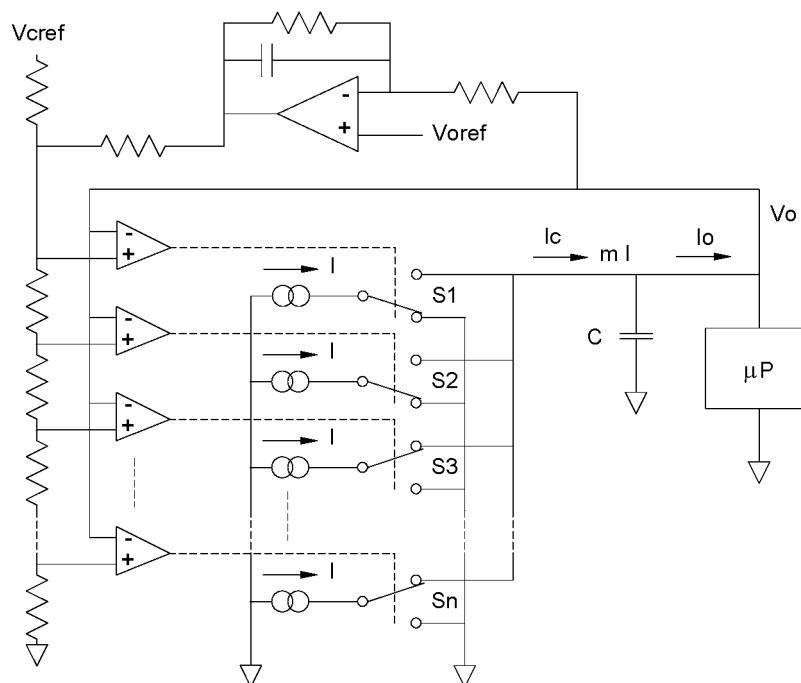 Vcref
-
+
Voref
Vo
-
+
Ic
m I
Io
I
S1
-
+
I
S2
C
μP
-
+
I
S3
-
+
I
Sn